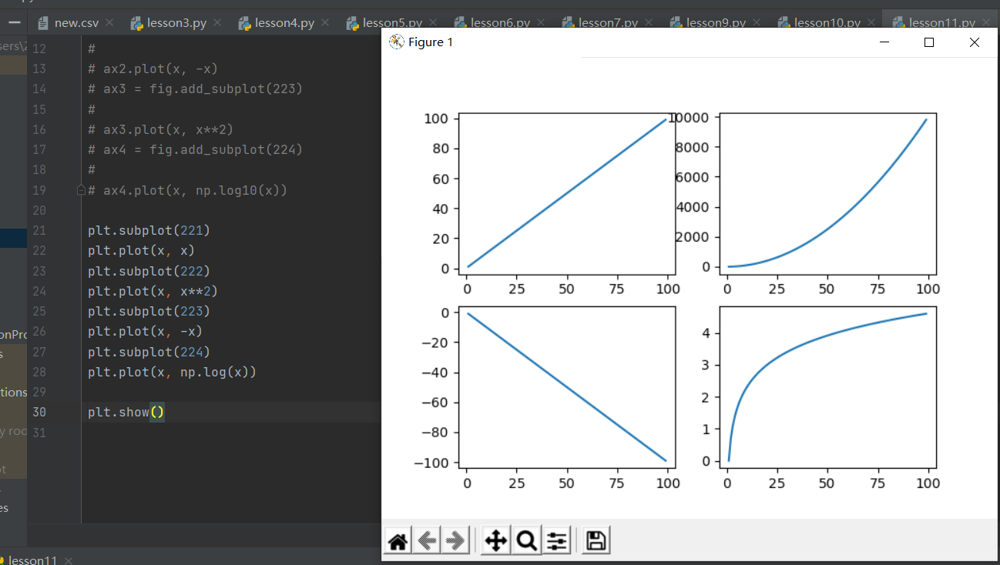 new.csv lesson3.py lesson4.py lesson5.py lesson6.py lesson7.py lesson9.py lesson10.py lesson11.py
Figure 1
12 #
13 # ax2.plot(x, -x)
14 # ax3 = fig.add_subplot(223)
15 #
16 # ax3.plot(x, x**2)
17 # ax4 = fig.add_subplot(224)
18 #
19 # ax4.plot(x, np.log10(x))
20
21 plt.subplot(221)
22 plt.plot(x, x)
23 plt.subplot(222)
24 plt.plot(x, x**2)
25 plt.subplot(223)
26 plt.plot(x, -x)
27 plt.subplot(224)
28 plt.plot(x, np.log(x))
29
30 plt.show()
31
100
80
60
40
20
0
0 25 50 75 100
10000
8000
6000
4000
2000
0
0 25 50 75 100
0
−20
−40
−60
−80
−100
0 25 50 75 100
4
3
2
1
0
0 25 50 75 100
lesson11